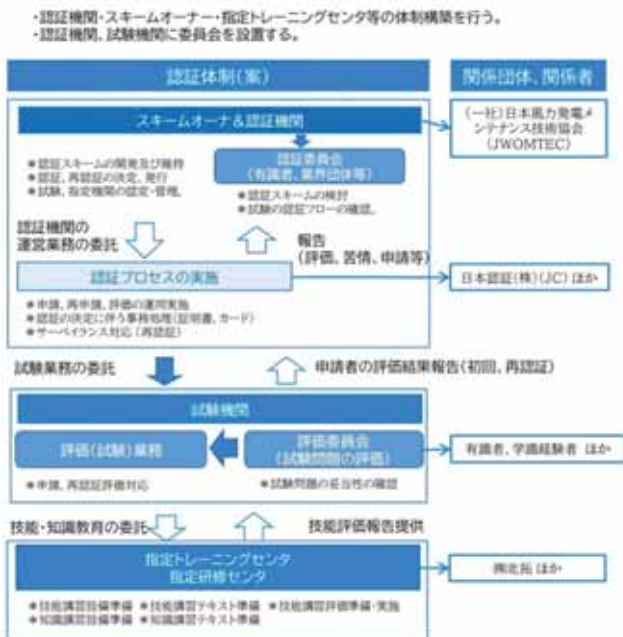 ・認証機関・スキームオーナー・指定トレーニングセンタ等の体制構築を行う。
・認証機関、試験機関に委員会を設置する。
認証体制(案)
関係団体、関係者
スキームオーナ&認証機関
(一社)日本風力発電メ
ンテナンス技術協会
(JWOMTEC)
●認証スキームの開発及び維持
●認証、再認証の決定、発行
●試験、指定機関の認定・管理。
認証委員会
(有識者、業界団体等)
●認証スキームの検討
●試験の認証フローの確認。
認証機関の
運営業務の委託
報告
(評価、苦情、申請等)
認証プロセスの実施
日本認証(株)(JC) ほか
●申請、再申請、評価の運用実施
●認証の決定に伴う事務処理(証明書、カード)
●サーベイランス対応(再認証)
試験業務の委託
申請者の評価結果報告(初回、再認証)
試験機関
評価(試験)業務
評価委員会
(試験問題の評価)
有識者、学識経験者 ほか
●申請、再認証評価対応
●試験問題の妥当性の確認
技能・知識教育の委託
技能評価報告提供
指定トレーニングセンタ
指定研修センタ
㈱北拓 ほか
●技能講習設備準備 ●技能講習テキスト準備 ●技能講習評価準備・実施
●知識講習設備準備 ●知識講習テキスト準備